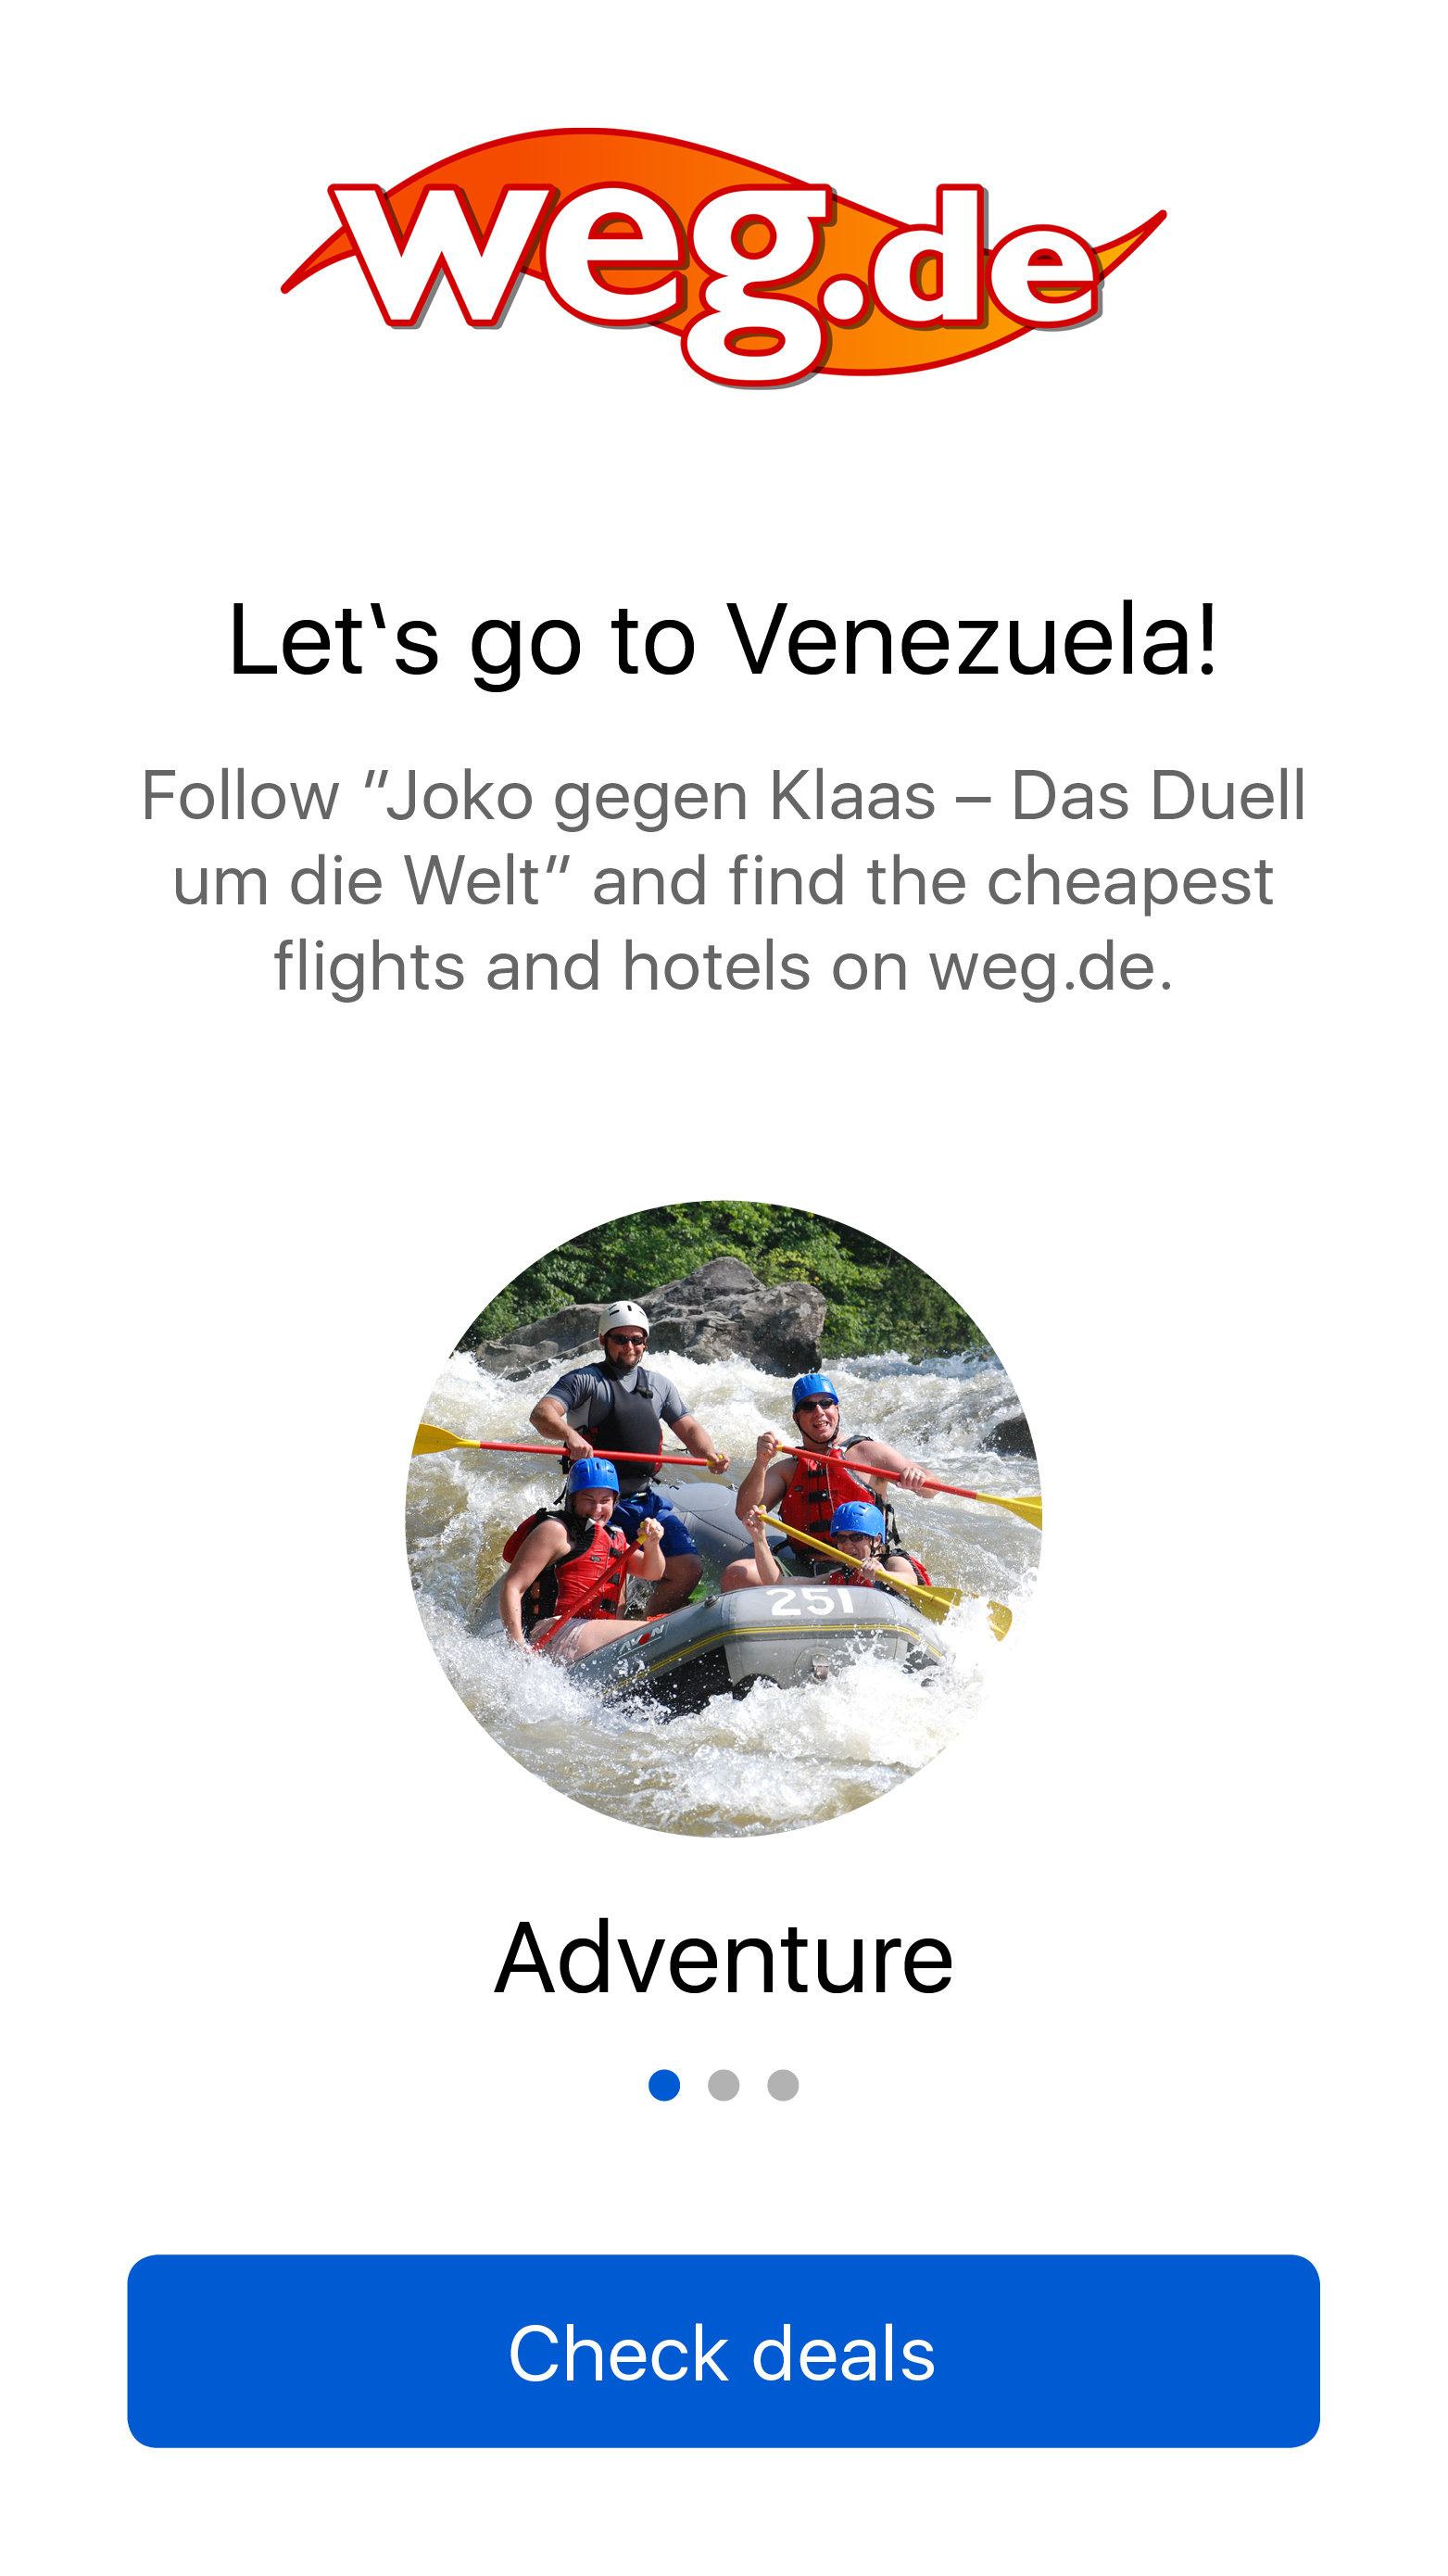 weg.de
Let‘s go to Venezuela!
Follow "Joko gegen Klaas – Das Duell
um die Welt" and find the cheapest
flights and hotels on weg.de.
251
AVON
Adventure
Check deals